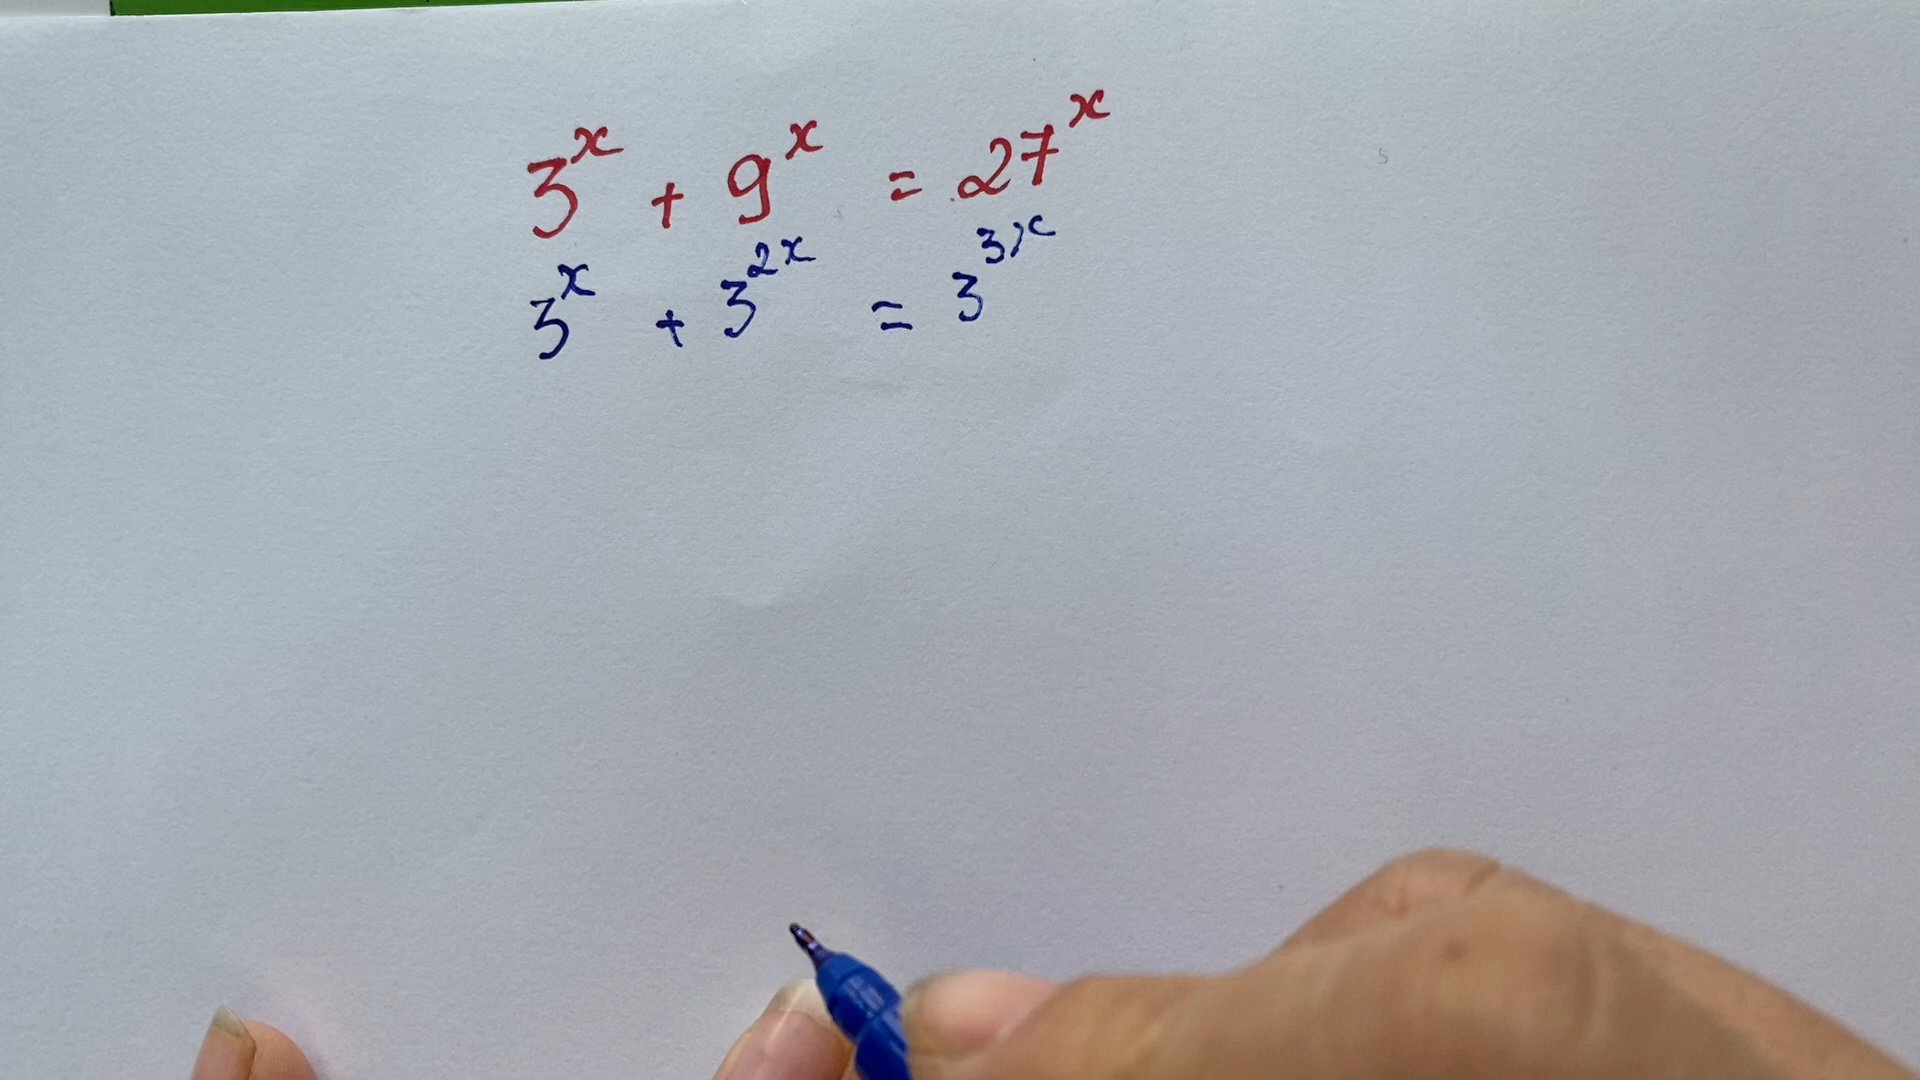 3^x + 9^x = 27^x
3^x + 3^2x = 3^3x